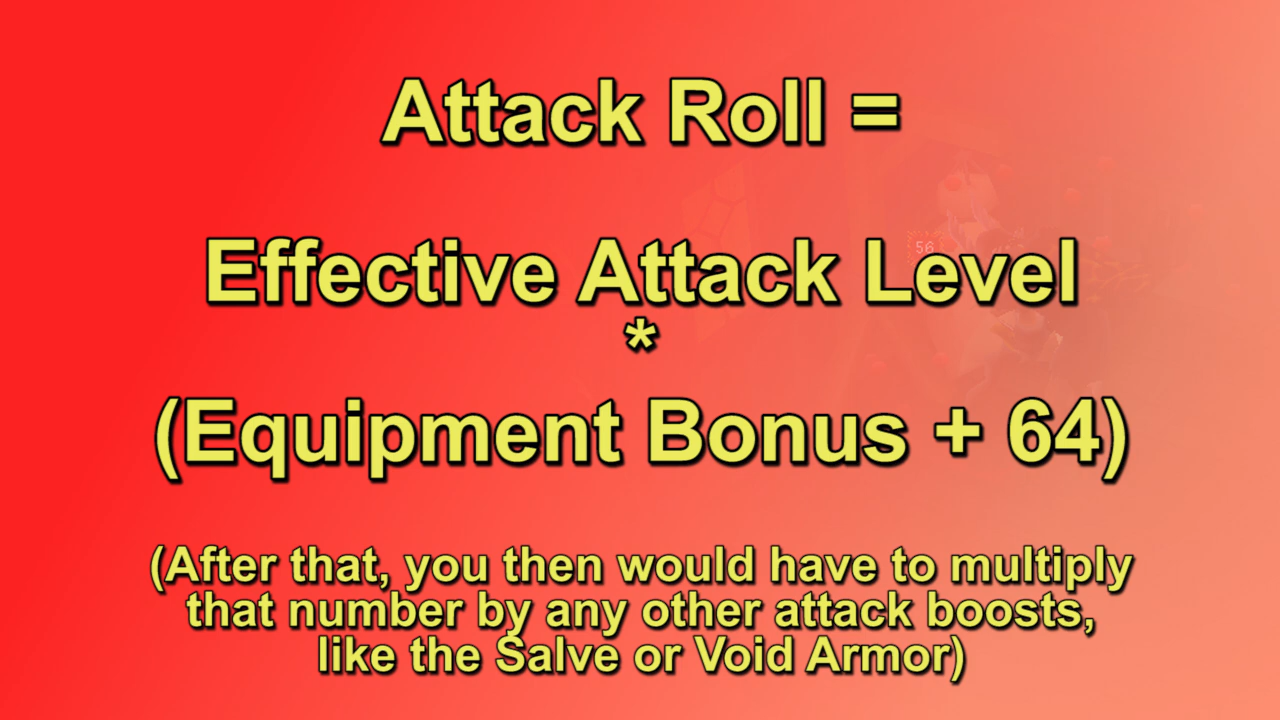 Attack Roll =
Effective Attack Level
*
(Equipment Bonus + 64)
(After that, you then would have to multiply
that number by any other attack boosts,
like the Salve or Void Armor)
56